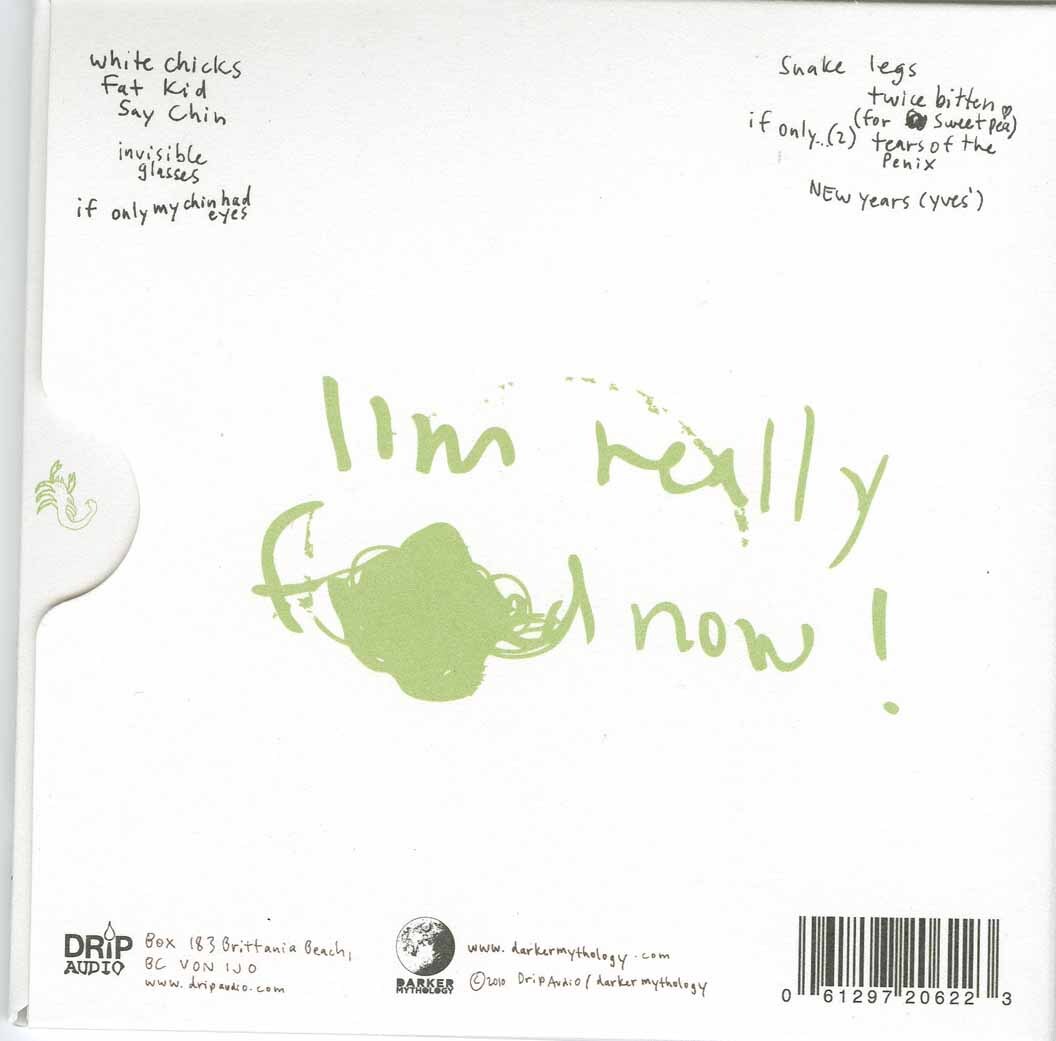 white chicks
Fat Kid
Say Chin
invisible
glasses
if only my chin had
eyes
Snake legs
twice bitten
(for Sweet pea)
if only..(2)
tears of the
Penix
NEW years (yves')
I im really
now!
DRiP
AUDIO
Box 183 Brittania Beach,
BC VON 1J0
www.dripaudio.com
DARKER
MYTHOLOGY
www.darkermythology.com
©2010 Drip Audio / darker mythology
0 61297 20622 3